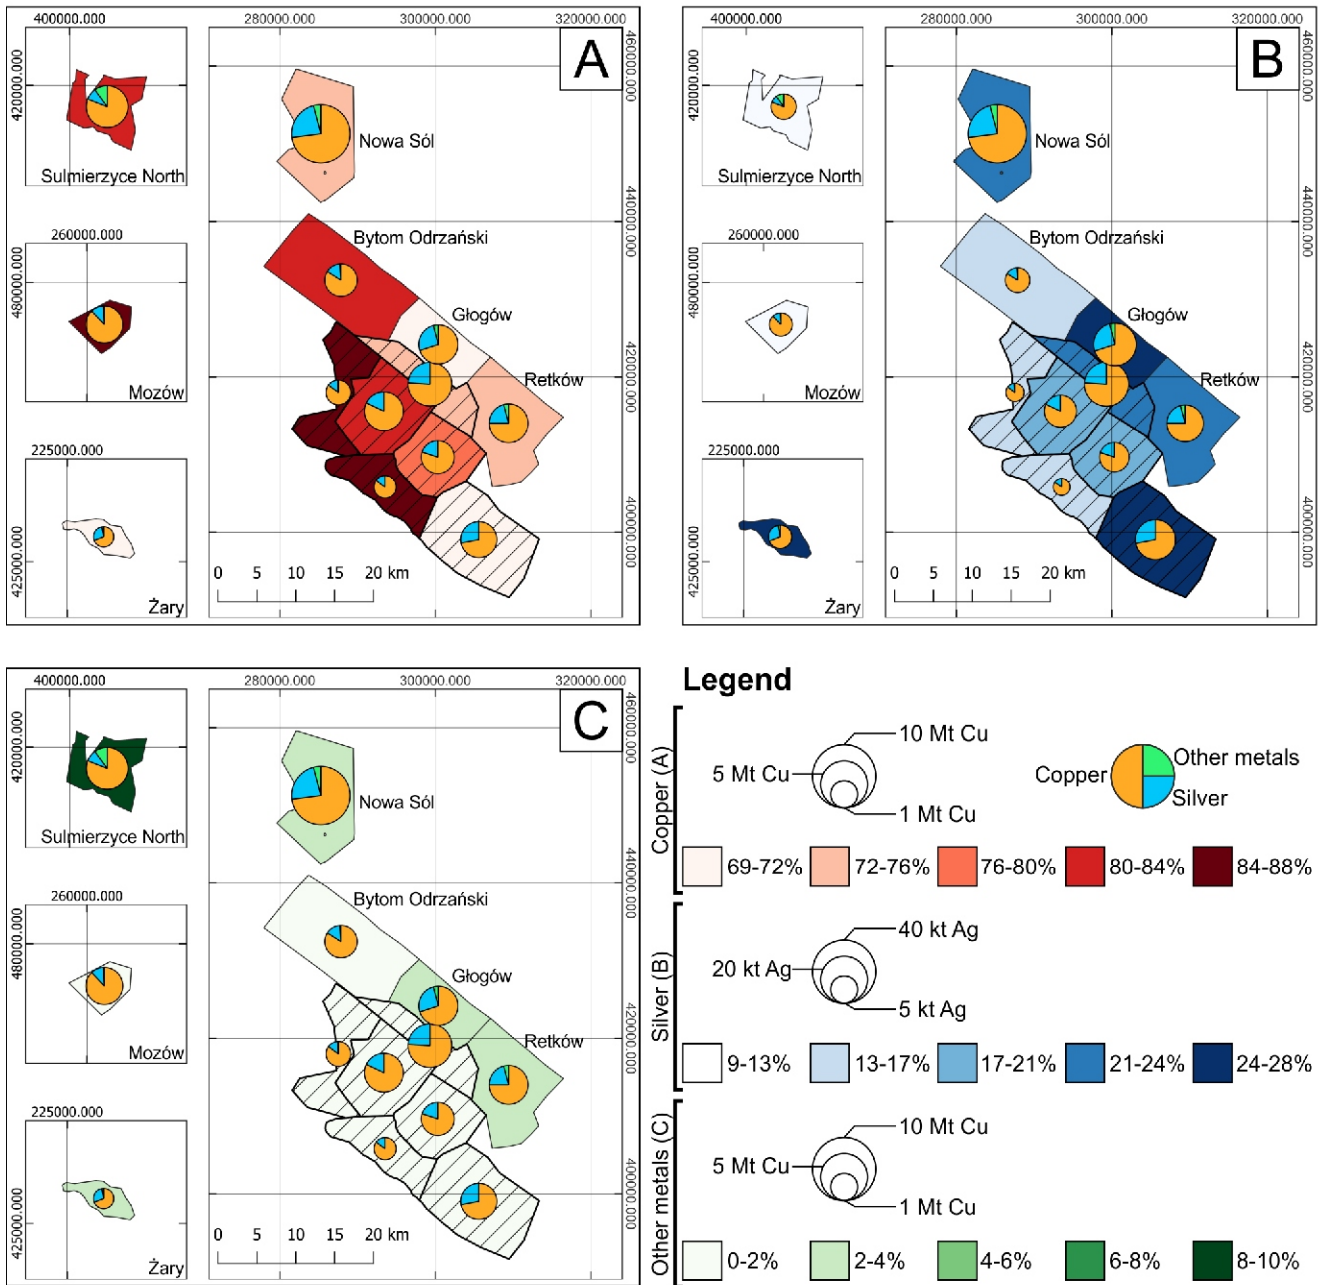 400000.000
420000.000
Sulmierzyce North
260000.000
480000.000
Mozów
225000.000
425000.000
Żary
280000.000
300000.000
320000.000
A
460000.000
Nowa Sól
440000.000
Bytom Odrzański
Głogów
420000.000
Retków
400000.000
0 5 10 15 20 km
400000.000
420000.000
Sulmierzyce North
260000.000
480000.000
Mozów
225000.000
425000.000
Żary
280000.000
300000.000
320000.000
B
460000.000
Nowa Sól
440000.000
Bytom Odrzański
Głogów
420000.000
Retków
400000.000
0 5 10 15 20 km
400000.000
420000.000
Sulmierzyce North
260000.000
480000.000
Mozów
225000.000
425000.000
Żary
280000.000
300000.000
320000.000
C
460000.000
Nowa Sól
440000.000
Bytom Odrzański
Głogów
420000.000
Retków
400000.000
0 5 10 15 20 km
Legend
Copper (A)
10 Mt Cu
5 Mt Cu
1 Mt Cu
Copper
Other metals
Silver
69-72% 72-76% 76-80% 80-84% 84-88%
Silver (B)
40 kt Ag
20 kt Ag
5 kt Ag
9-13% 13-17% 17-21% 21-24% 24-28%
Other metals (C)
10 Mt Cu
5 Mt Cu
1 Mt Cu
0-2% 2-4% 4-6% 6-8% 8-10%